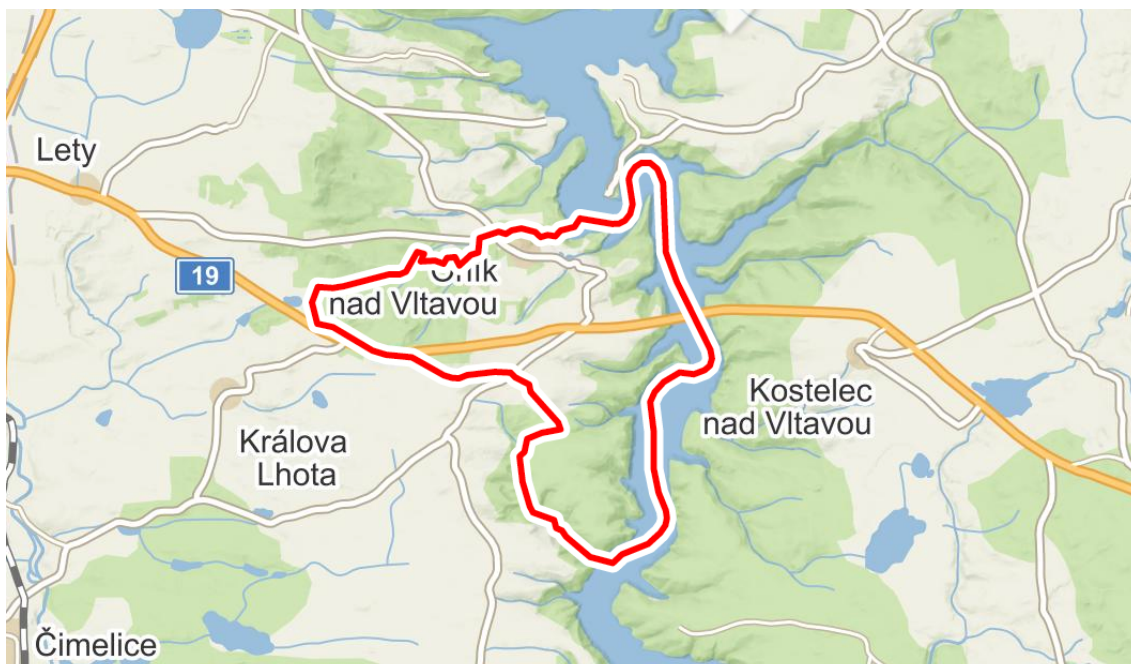 Lety
19
nad Vltavou
Kostelec
nad Vltavou
Králova
Lhota
Čimelice